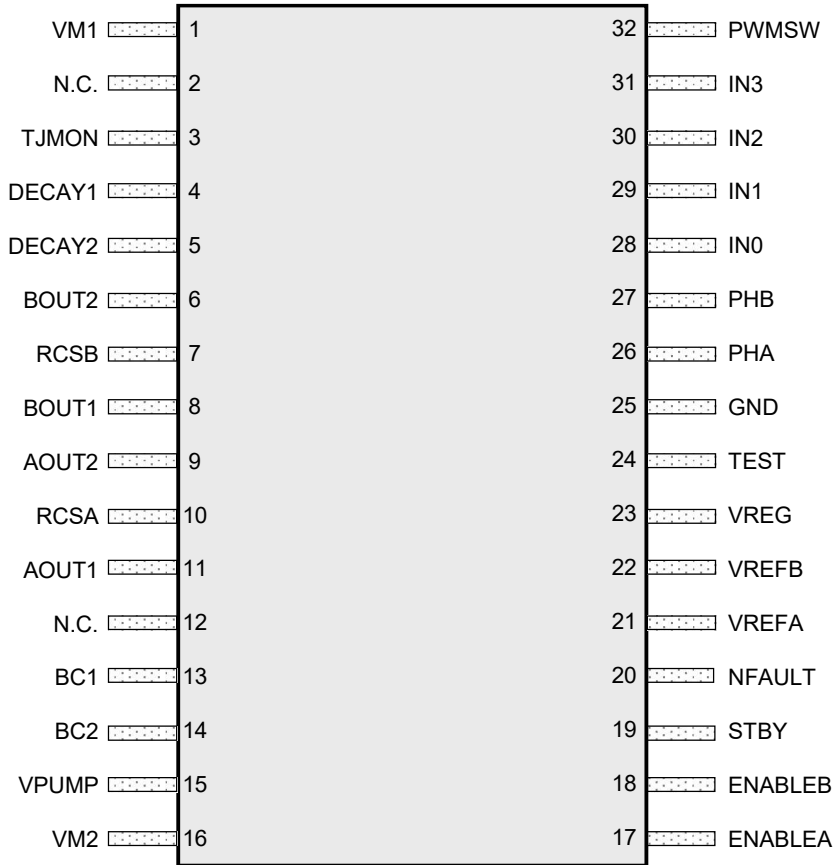 VM1 1 32 PWMSW
N.C. 2 31 IN3
TJMON 3 30 IN2
DECAY1 4 29 IN1
DECAY2 5 28 IN0
BOUT2 6 27 PHB
RCSB 7 26 PHA
BOUT1 8 25 GND
AOUT2 9 24 TEST
RCSA 10 23 VREG
AOUT1 11 22 VREFB
N.C. 12 21 VREFA
BC1 13 20 NFAULT
BC2 14 19 STBY
VPUMP 15 18 ENABLEB
VM2 16 17 ENABLEA